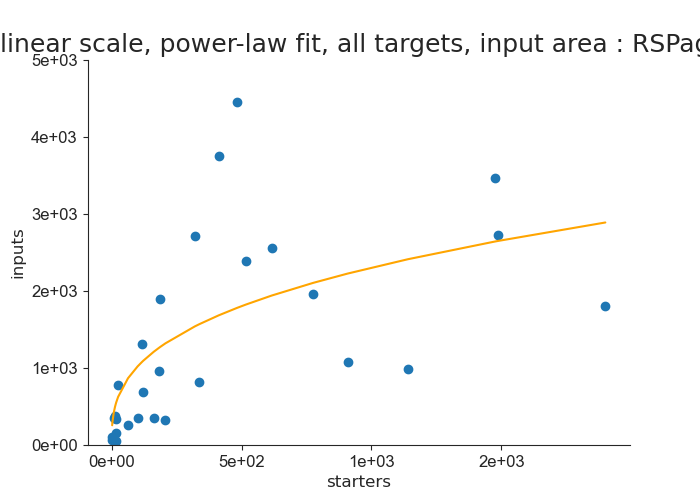 linear scale, power-law fit, all targets, input area : RSPag
5e+03
4e+03
3e+03
2e+03
1e+03
0e+00
inputs
0e+00 5e+02 1e+03 2e+03
starters